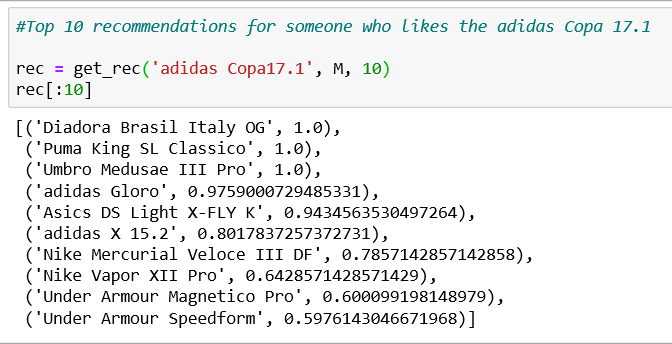 #Top 10 recommendations for someone who likes the adidas Copa 17.1
rec = get_rec('adidas Copa17.1', M, 10)
rec[:10]
[('Diadora Brasil Italy OG', 1.0),
('Puma King SL Classico', 1.0),
('Umbro Medusae III Pro', 1.0),
('adidas Gloro', 0.9759000729485331),
('Asics DS Light X-FLY K', 0.9434563530497264),
('adidas X 15.2', 0.8017837257372731),
('Nike Mercurial Veloce III DF', 0.7857142857142858),
('Nike Vapor XII Pro', 0.6428571428571429),
('Under Armour Magnetico Pro', 0.600099198148979),
('Under Armour Speedform', 0.5976143046671968)]